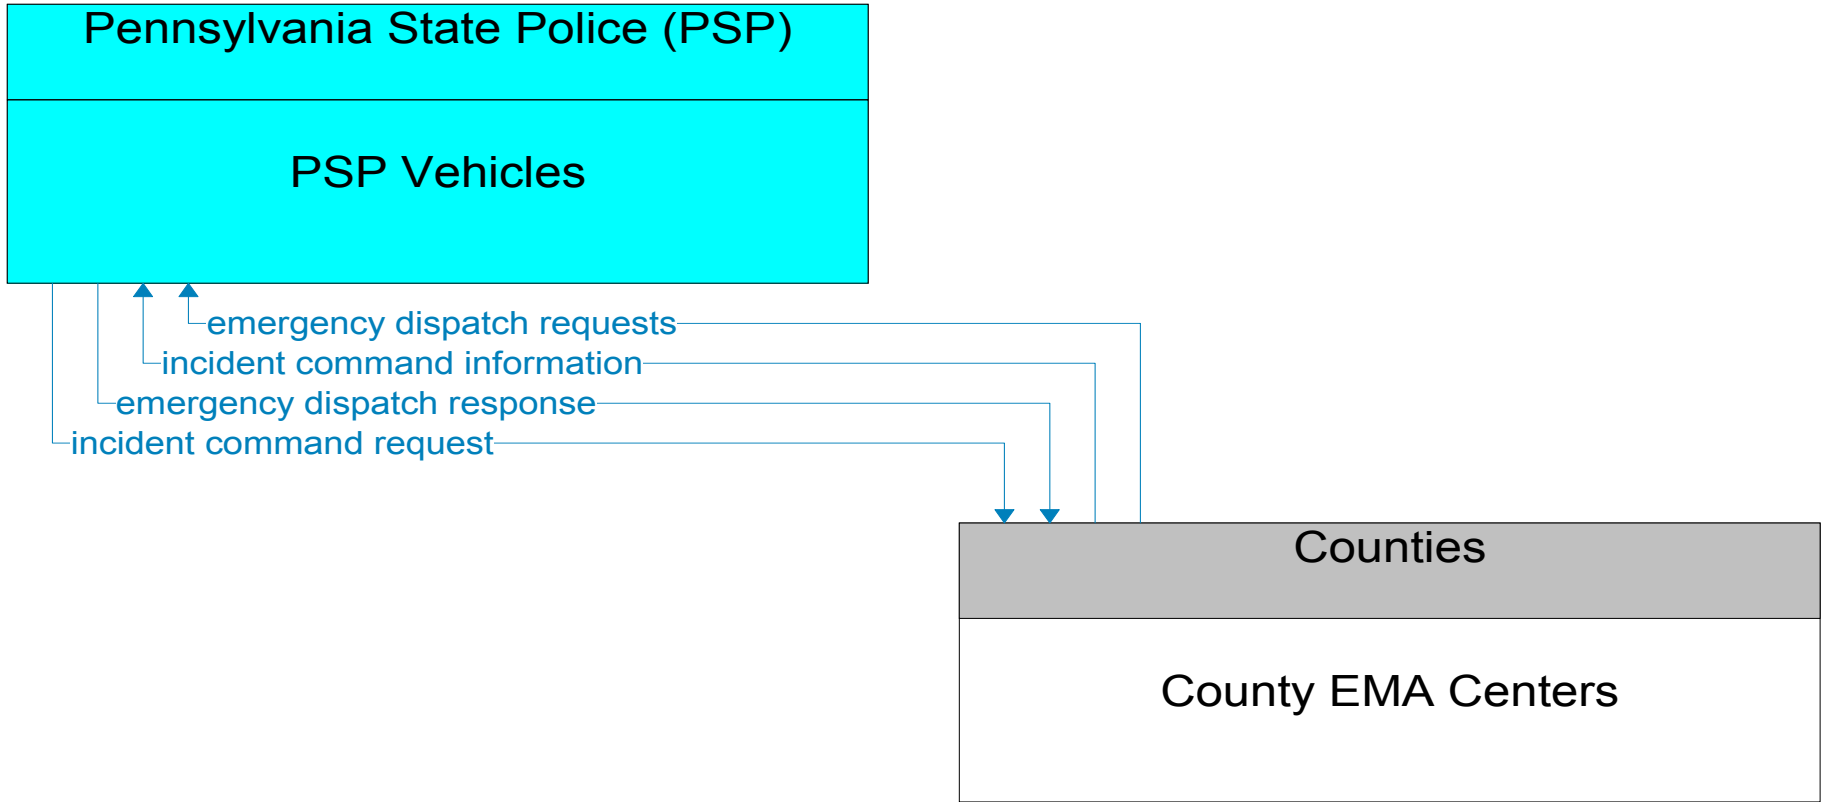 Pennsylvania State Police (PSP)
PSP Vehicles
emergency dispatch requests
incident command information
emergency dispatch response
incident command request
Counties
County EMA Centers